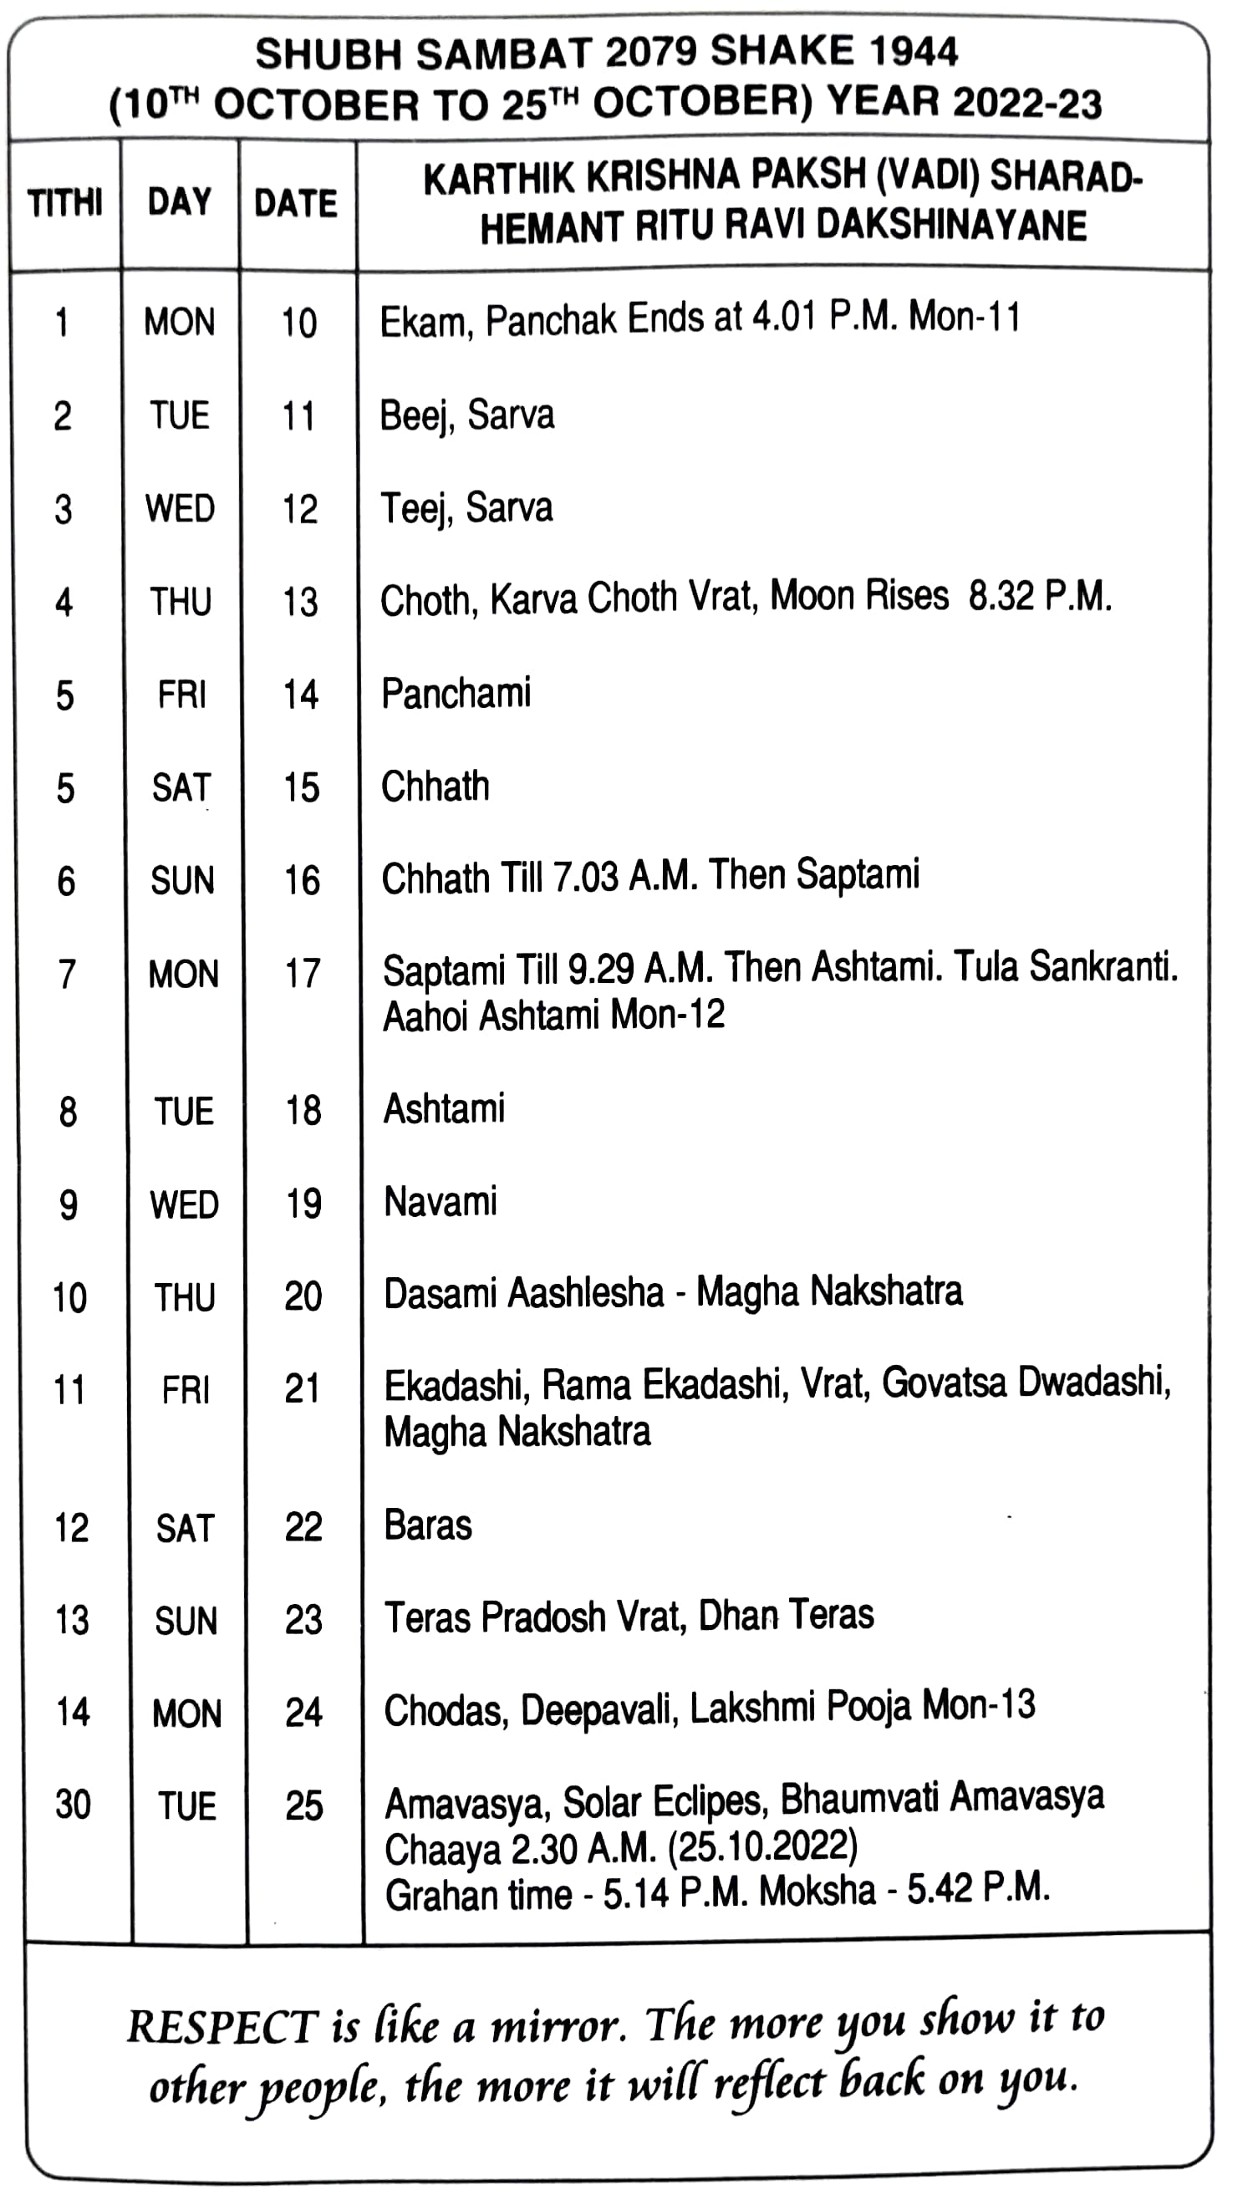 SHUBH SAMBAT 2079 SHAKE 1944
(10TH OCTOBER TO 25TH OCTOBER) YEAR 2022-23
TITHI DAY DATE KARTHIK KRISHNA PAKSH (VADI) SHARAD-
HEMANT RITU RAVI DAKSHINAYANE
1 MON 10 Ekam, Panchak Ends at 4.01 P.M. Mon-11
2 TUE 11 Beej, Sarva
3 WED 12 Teej, Sarva
4 THU 13 Choth, Karva Choth Vrat, Moon Rises 8.32 P.M.
5 FRI 14 Panchami
5 SAT 15 Chhath
6 SUN 16 Chhath Till 7.03 A.M. Then Saptami
7 MON 17 Saptami Till 9.29 A.M. Then Ashtami. Tula Sankranti.
Aahoi Ashtami Mon-12
8 TUE 18 Ashtami
9 WED 19 Navami
10 THU 20 Dasami Aashlesha - Magha Nakshatra
11 FRI 21 Ekadashi, Rama Ekadashi, Vrat, Govatsa Dwadashi,
Magha Nakshatra
12 SAT 22 Baras
13 SUN 23 Teras Pradosh Vrat, Dhan Teras
14 MON 24 Chodas, Deepavali, Lakshmi Pooja Mon-13
30 TUE 25 Amavasya, Solar Eclipes, Bhaumvati Amavasya
Chaaya 2.30 A.M. (25.10.2022)
Grahan time - 5.14 P.M. Moksha - 5.42 P.M.
RESPECT is like a mirror. The more you show it to
other people, the more it will reflect back on you.